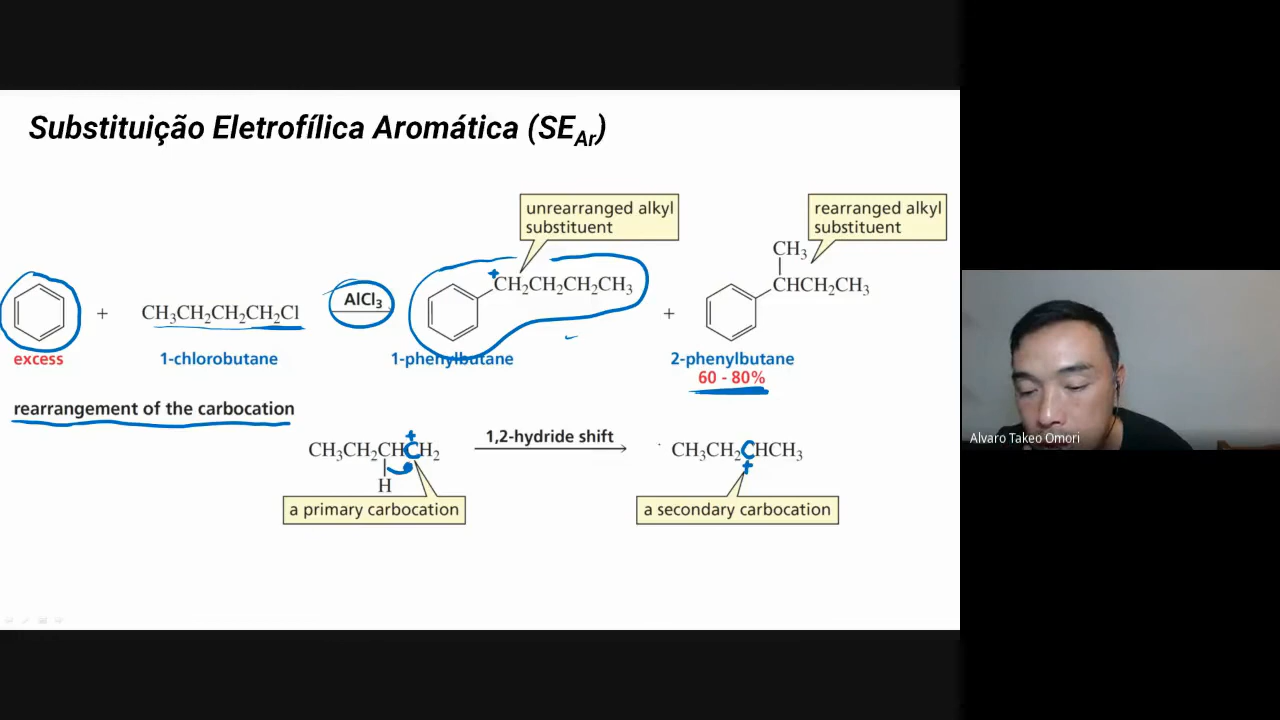 Substituição Eletrofílica Aromática (SE_Ar)
unrearranged alkyl
substituent
rearranged alkyl
substituent
CH₃
+
CH₂CH₂CH₂CH₃
CHCH₂CH₃
+
CH₃CH₂CH₂CH₂Cl
AlCl₃
+
excess
1-chlorobutane
1-phenylbutane
2-phenylbutane
60 - 80%
rearrangement of the carbocation
+
CH₃CH₂CHCH₂
H
1,2-hydride shift
CH₃CH₂CHCH₃
+
a primary carbocation
a secondary carbocation
Alvaro Takeo Omori